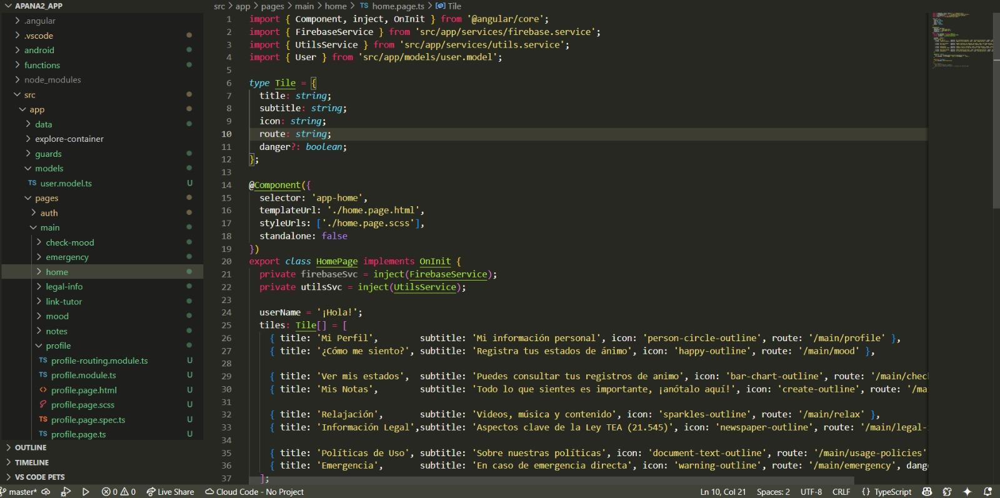 APANA2_APP
.angular
.vscode
android
functions
node_modules
src
app
data
explore-container
guards
models
TS user.model.ts U
pages
auth
main
check-mood
emergency
home
legal-info
link-tutor
mood
notes
profile
TS profile-routing.module.ts U
TS profile.module.ts U
<> profile.page.html U
profile.page.scss U
TS profile.page.spec.ts U
TS profile.page.ts U
OUTLINE
TIMELINE
VS CODE PETS
src > app > pages > main > home > TS home.page.ts > Tile
1 import { Component, inject, OnInit } from '@angular/core';
2 import { FirebaseService } from 'src/app/services/firebase.service';
3 import { UtilsService } from 'src/app/services/utils.service';
4 import { User } from 'src/app/models/user.model';
5
6 type Tile = {
7 title: string;
8 subtitle: string;
9 icon: string;
10 route: string;
11 danger?: boolean;
12 };
13
14 @Component({
15 selector: 'app-home',
16 templateUrl: './home.page.html',
17 styleUrls: ['./home.page.scss'],
18 standalone: false
19 })
20 export class HomePage implements OnInit {
21 private firebaseSvc = inject(FirebaseService);
22 private utilsSvc = inject(UtilsService);
23
24 userName = '¡Hola!';
25 tiles: Tile[] = [
26 { title: 'Mi Perfil', subtitle: 'Mi información personal', icon: 'person-circle-outline', route: '/main/profile' },
27 { title: '¿Cómo me siento?', subtitle: 'Registra tus estados de ánimo', icon: 'happy-outline', route: '/main/mood' },
28
29 { title: 'Ver mis estados', subtitle: 'Puedes consultar tus registros de animo', icon: 'bar-chart-outline', route: '/main/chec
30 { title: 'Mis Notas', subtitle: 'Todo lo que sientes es importante, ¡anótalo aquí!', icon: 'create-outline', route: '/ma
31
32 { title: 'Relajación', subtitle: 'Videos, música y contenido', icon: 'sparkles-outline', route: '/main/relax' },
33 { title: 'Información Legal',subtitle: 'Aspectos clave de la Ley TEA (21.545)', icon: 'newspaper-outline', route: '/main/legal-
34
35 { title: 'Políticas de Uso', subtitle: 'Sobre nuestras políticas', icon: 'document-text-outline', route: '/main/usage-policies'
36 { title: 'Emergencia', subtitle: 'En caso de emergencia directa', icon: 'warning-outline', route: '/main/emergency', dang
37 ];
master* 0 0 Live Share Cloud Code - No Project Ln 10, Col 21 Spaces: 2 UTF-8 CRLF {} TypeScript